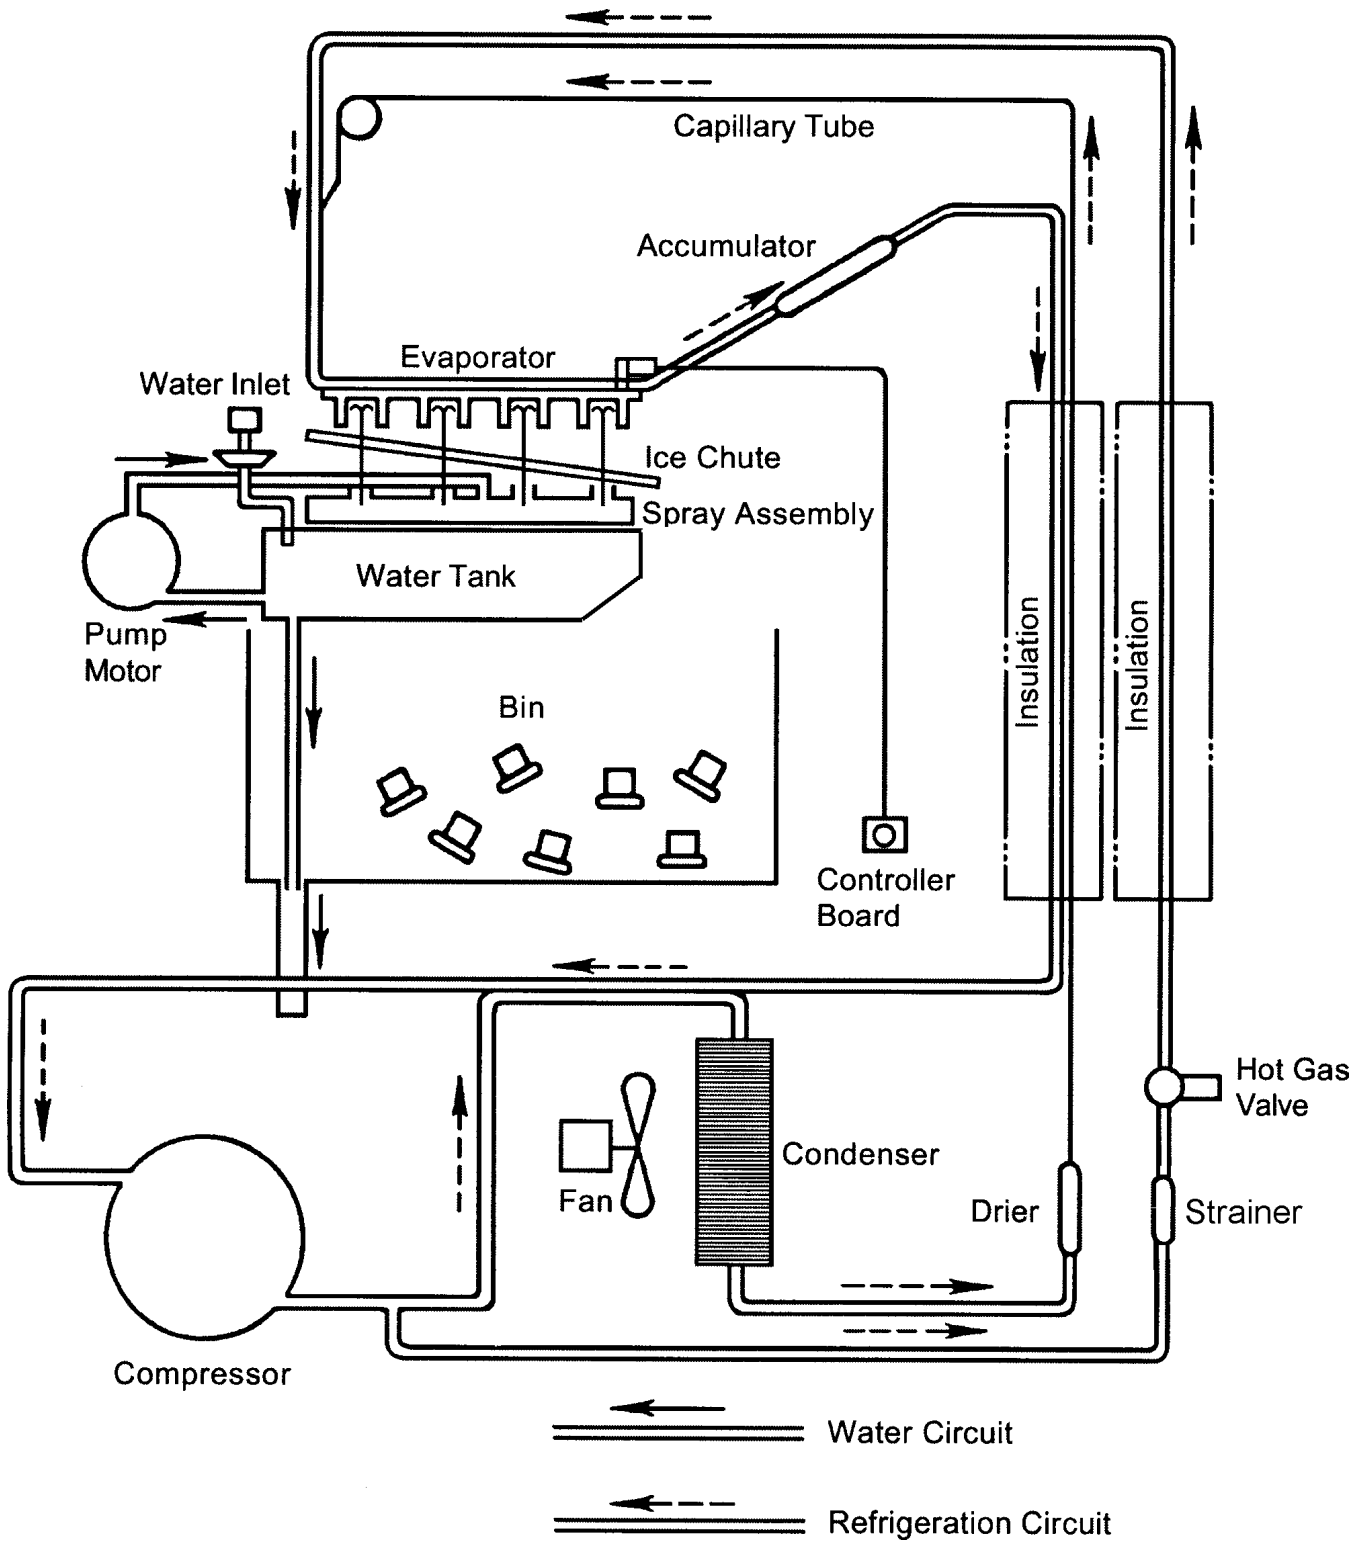 Capillary Tube
Accumulator
Evaporator
Water Inlet
Ice Chute
Spray Assembly
Water Tank
Pump
Motor
Insulation
Insulation
Bin
Controller
Board
Hot Gas
Valve
Condenser
Fan
Drier
Strainer
Compressor
Water Circuit
Refrigeration Circuit